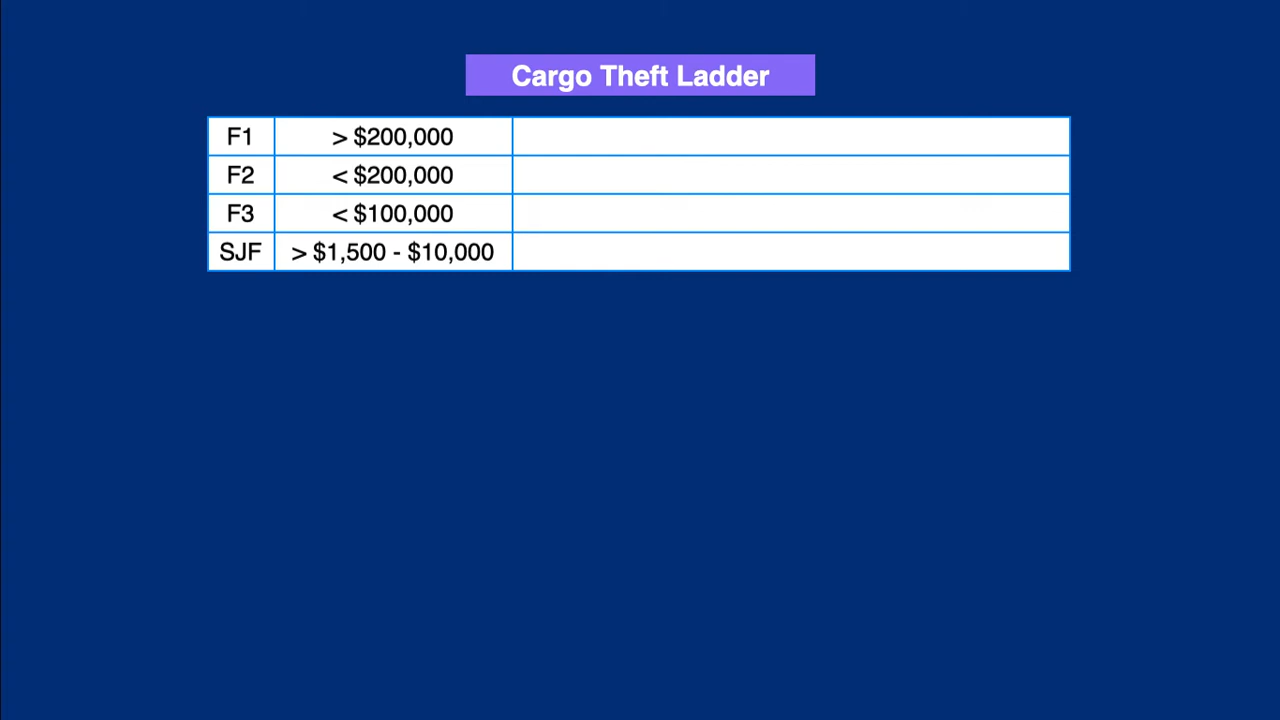 Cargo Theft Ladder
F1 > $200,000
F2 < $200,000
F3 < $100,000
SJF > $1,500 - $10,000